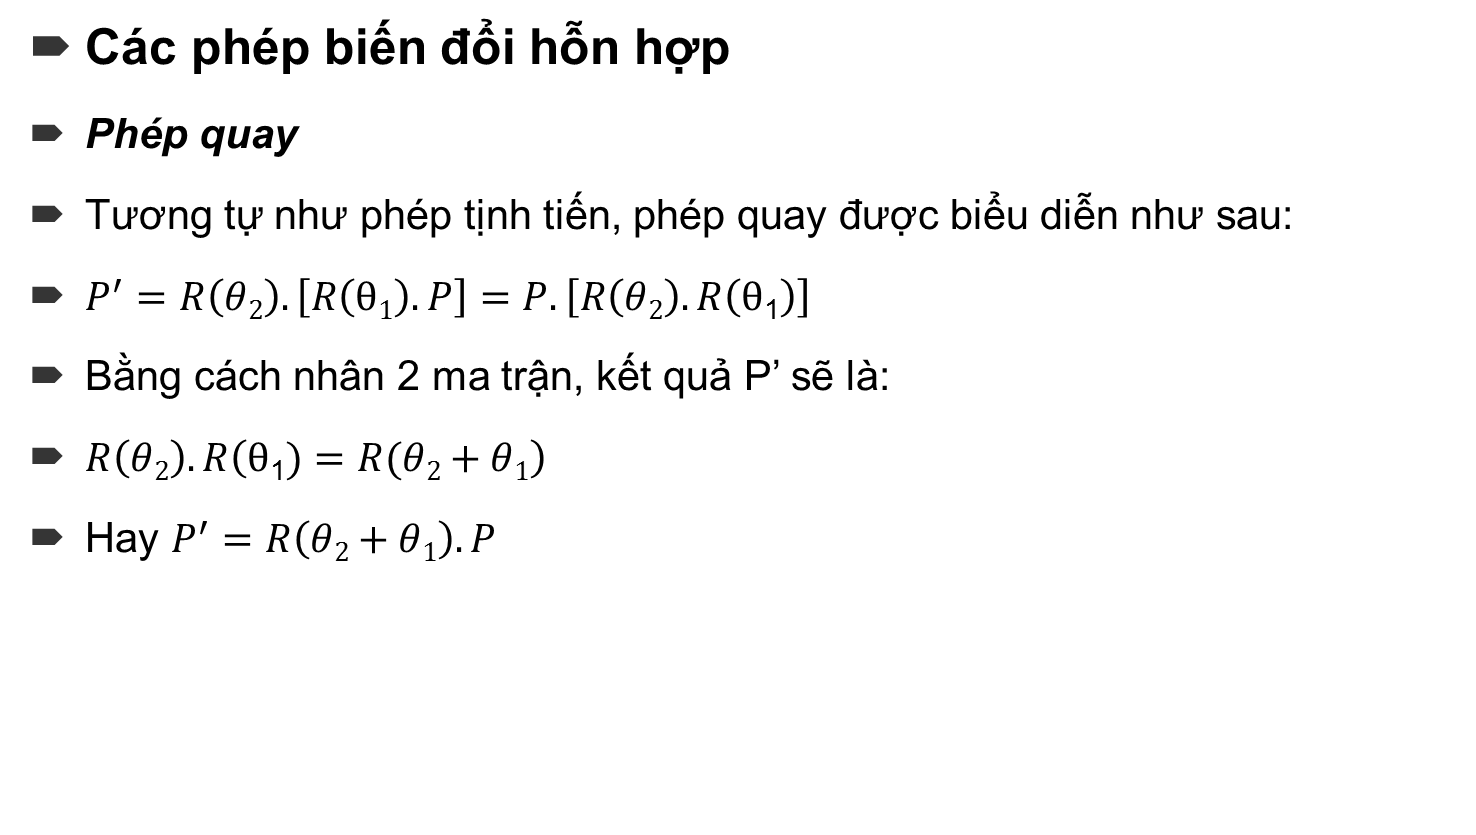 Các phép biến đổi hỗn hợp
Phép quay
Tương tự như phép tịnh tiến, phép quay được biểu diễn như sau:
𝑃′ = 𝑅(𝜃₂).[𝑅(θ₁).𝑃] = 𝑃.[𝑅(𝜃₂).𝑅(θ₁)]
Bằng cách nhân 2 ma trận, kết quả P’ sẽ là:
𝑅(𝜃₂).𝑅(θ₁) = 𝑅(𝜃₂ + 𝜃₁)
Hay 𝑃′ = 𝑅(𝜃₂ + 𝜃₁).𝑃